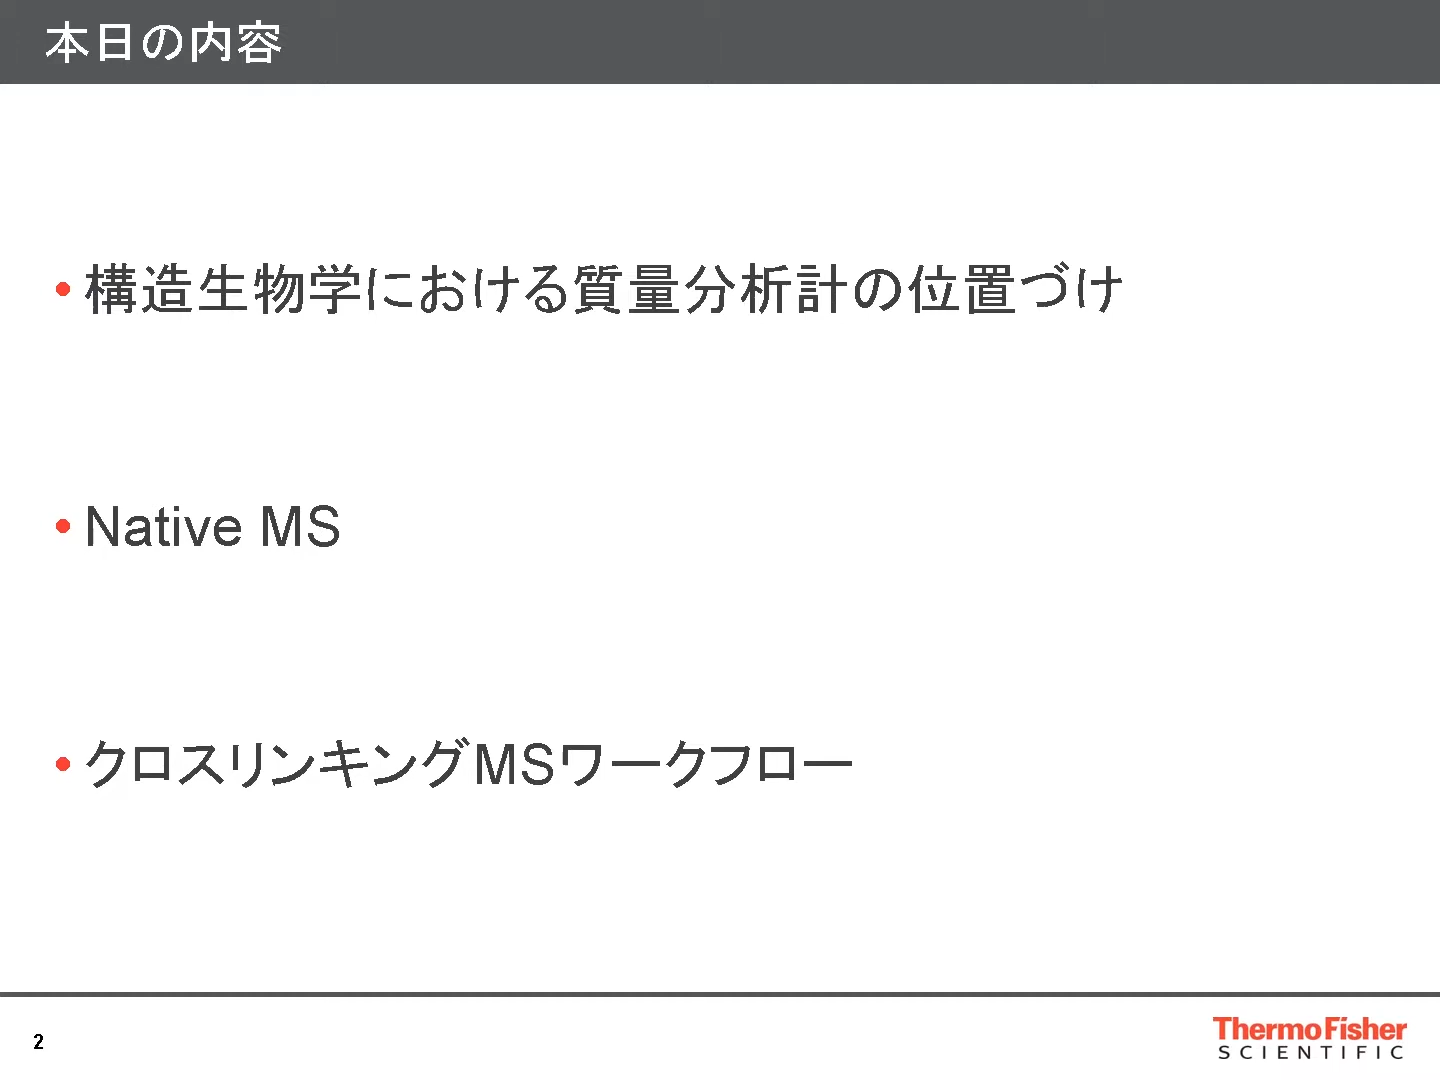 本日の内容
• 構造生物学における質量分析計の位置づけ
• Native MS
• クロスリンキングMSワークフロー
2
ThermoFisher
SCIENTIFIC